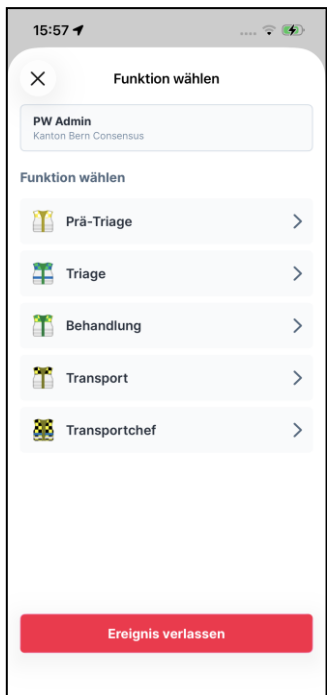 15:57
Funktion wählen
PW Admin
Kanton Bern Consensus
Funktion wählen
Prä-Triage
Triage
Behandlung
Transport
Transportchef
Ereignis verlassen